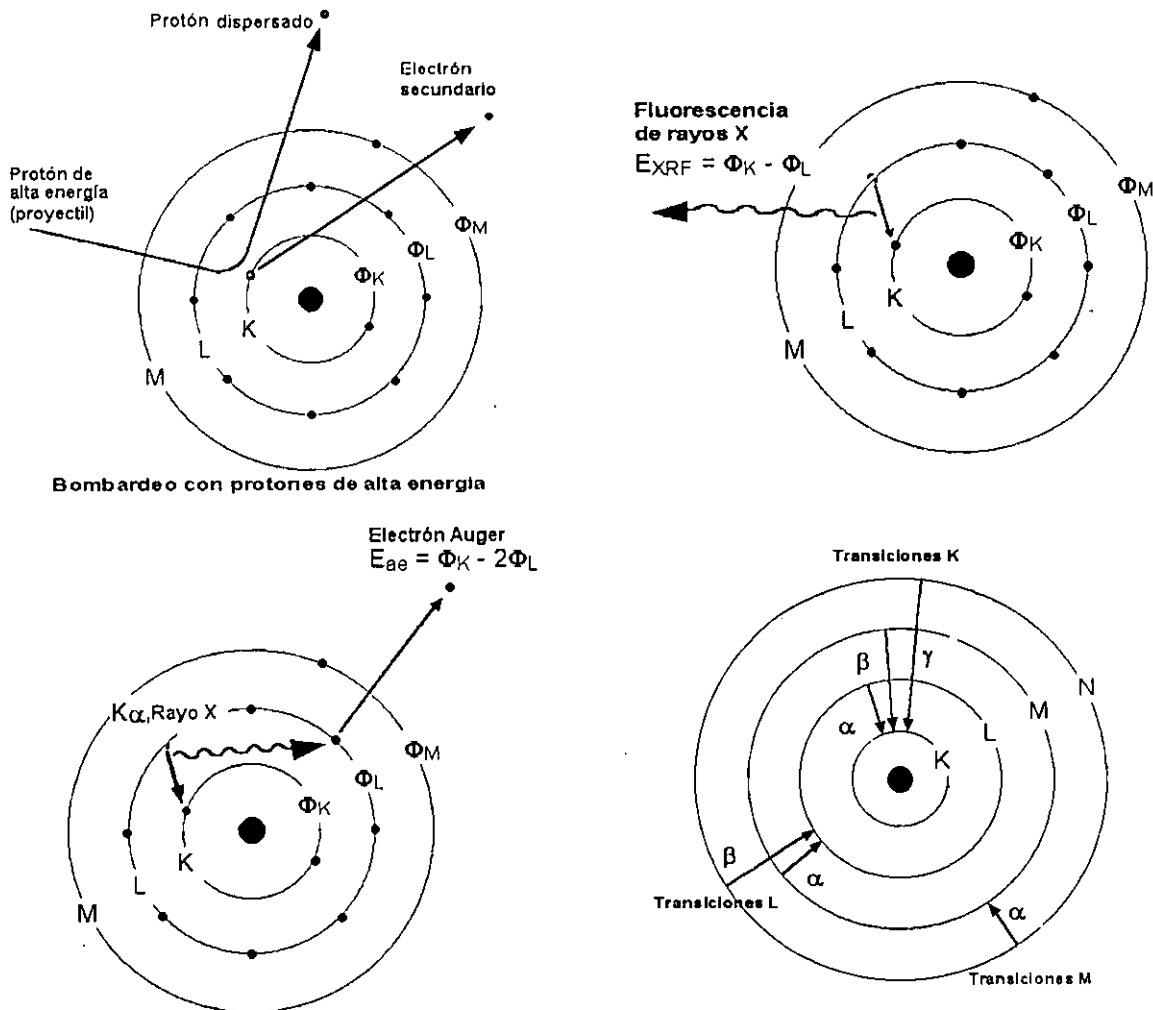 Protón dispersado
Electrón
secundario
Protón de
alta energía
(proyectil)
ΦM
ΦL
ΦK
K
L
M
Bombardeo con protones de alta energia
Fluorescencia
de rayos X
EXRF = ΦK - ΦL
ΦM
ΦL
ΦK
K
L
M
Electrón Auger
Eae = ΦK - 2ΦL
Kα,Rayo X
ΦM
ΦL
ΦK
K
L
M
Transiciones K
β
γ
α
N
M
L
K
β
α
Transiciones L
α
Transiciones M